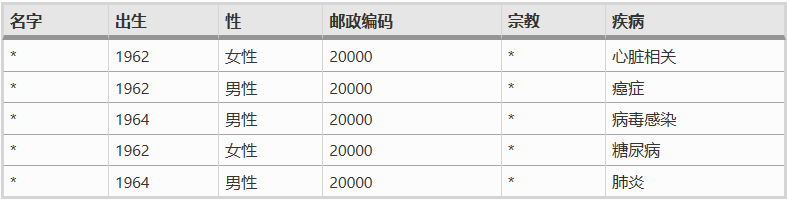 名字 出生 性 邮政编码 宗教 疾病
* 1962 女性 20000 * 心脏相关
* 1962 男性 20000 * 癌症
* 1964 男性 20000 * 病毒感染
* 1962 女性 20000 * 糖尿病
* 1964 男性 20000 * 肺炎